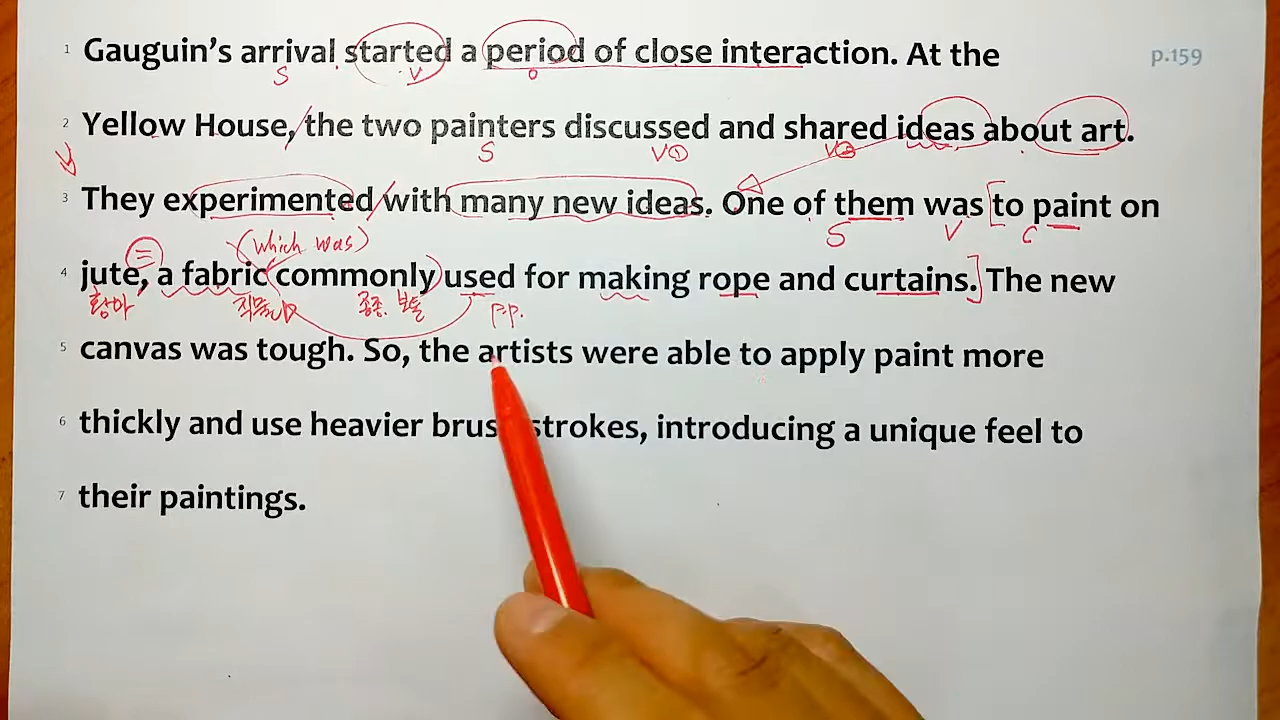 1 Gauguin's arrival started a period of close interaction. At the p.159
S V O
2 Yellow House, the two painters discussed and shared ideas about art.
S V① V②
3 They experimented with many new ideas. One of them was [to paint on
= (which was) S V C
4 jute, a fabric commonly used for making rope and curtains.] The new
황마 직물 종종. 보통 p.p.
5 canvas was tough. So, the artists were able to apply paint more
6 thickly and use heavier brush strokes, introducing a unique feel to
7 their paintings.